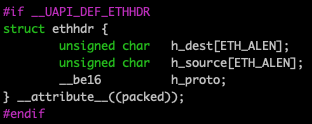 #if __UAPI_DEF_ETHHDR
struct ethhdr {
        unsigned char   h_dest[ETH_ALEN];
        unsigned char   h_source[ETH_ALEN];
        __be16          h_proto;
} __attribute__((packed));
#endif